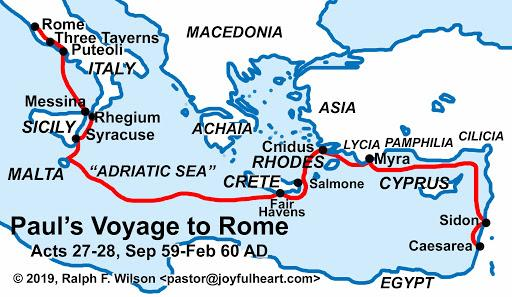 Rome
Three Taverns
Puteoli
MACEDONIA
ITALY
Messina
Rhegium
SICILY
Syracuse
ACHAIA
ASIA
Cnidus
LYCIA
PAMPHILIA
CILICIA
RHODES
Myra
MALTA
“ADRIATIC SEA”
CRETE
Salmone
CYPRUS
Fair
Havens
Paul’s Voyage to Rome
Acts 27-28, Sep 59-Feb 60 AD
Sidon
Caesarea
© 2019, Ralph F. Wilson <pastor@joyfulheart.com>
EGYPT